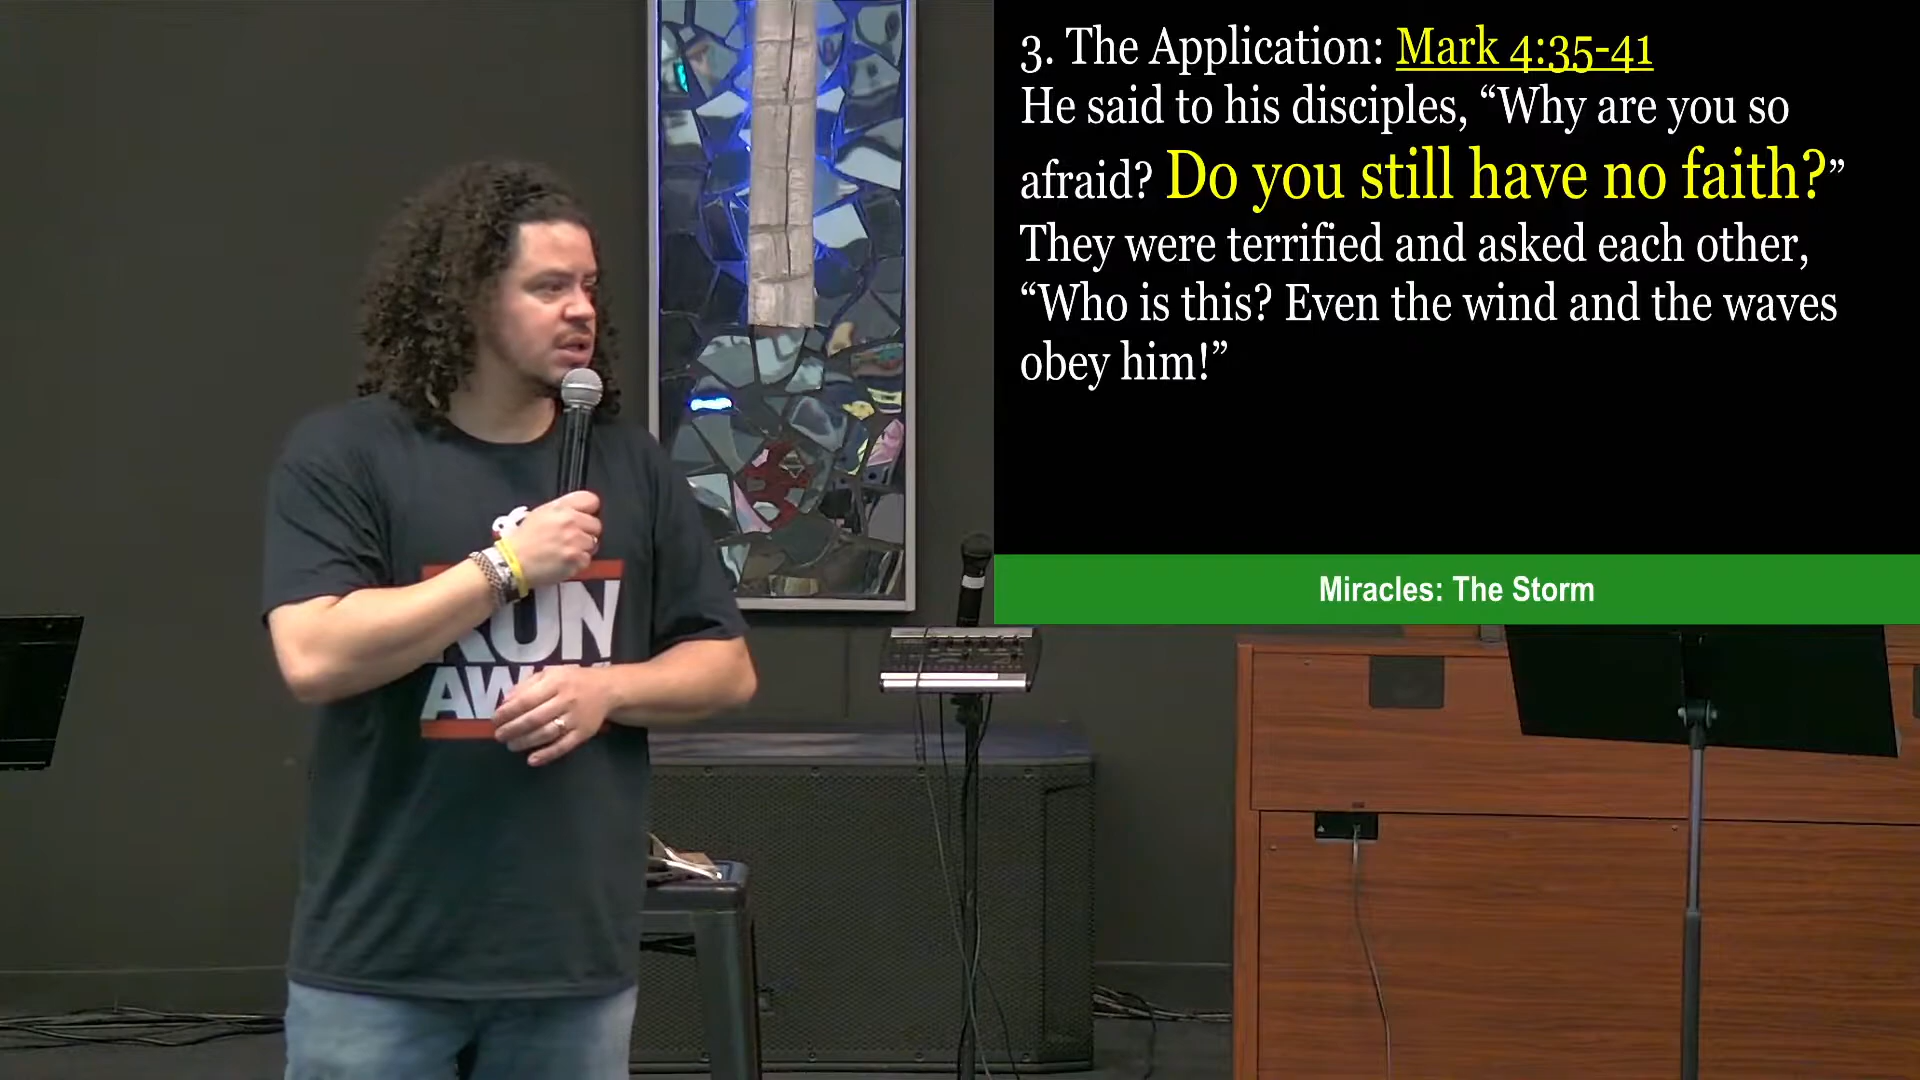 3. The Application: Mark 4:35-41
He said to his disciples, “Why are you so
afraid? Do you still have no faith?”
They were terrified and asked each other,
“Who is this? Even the wind and the waves
obey him!”
Miracles: The Storm
RUN